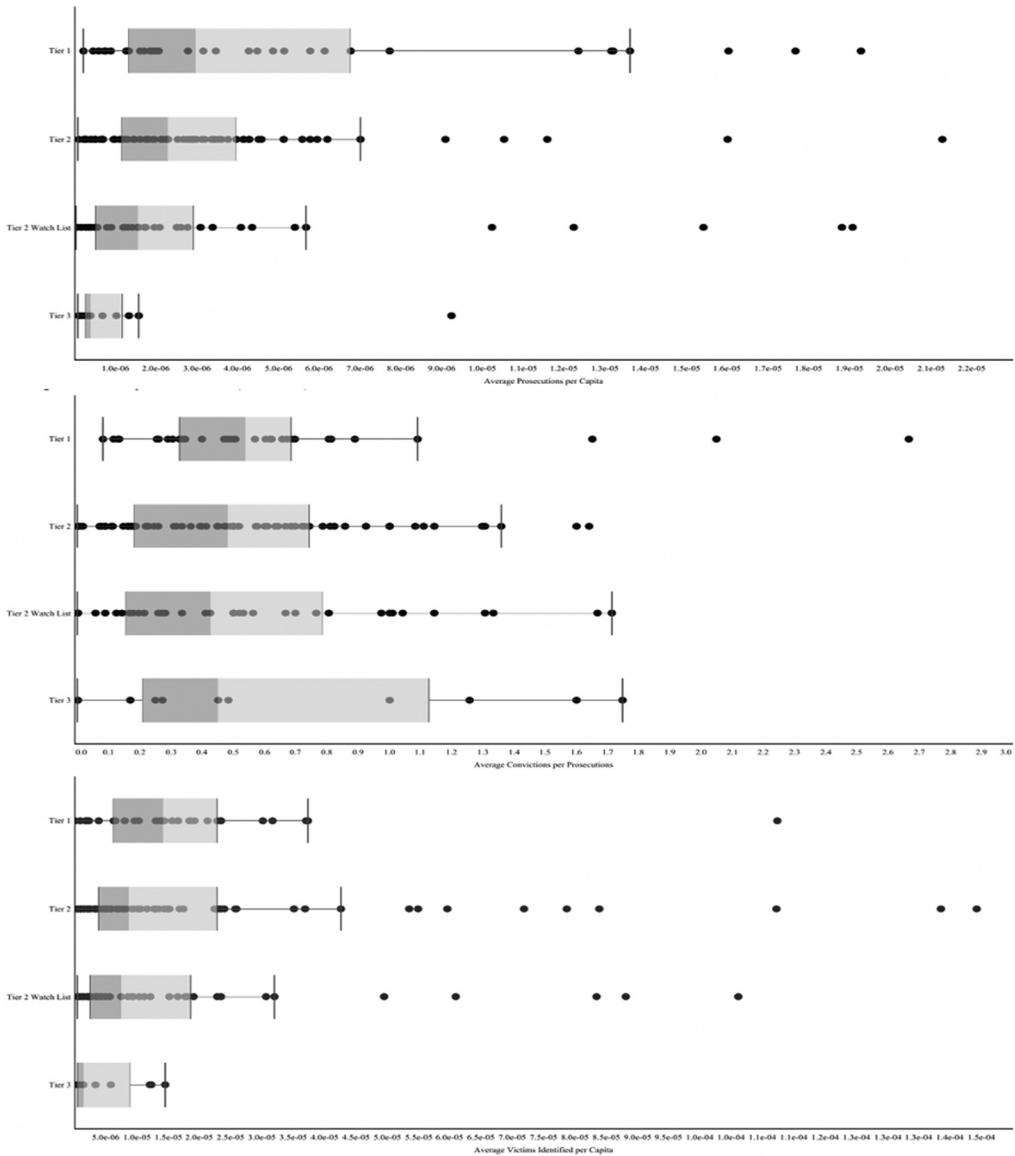 Tier 1
Tier 2
Tier 2 Watch List
Tier 3
1.0e-06 2.0e-06 3.0e-06 4.0e-06 5.0e-06 6.0e-06 7.0e-06 8.0e-06 9.0e-06 1.0e-05 1.1e-05 1.2e-05 1.3e-05 1.4e-05 1.5e-05 1.6e-05 1.7e-05 1.8e-05 1.9e-05 2.0e-05 2.1e-05 2.2e-05
Average Prosecutions per Capita
Tier 1
Tier 2
Tier 2 Watch List
Tier 3
0.0 0.1 0.2 0.3 0.4 0.5 0.6 0.7 0.8 0.9 1.0 1.1 1.2 1.3 1.4 1.5 1.6 1.7 1.8 1.9 2.0 2.1 2.2 2.3 2.4 2.5 2.6 2.7 2.8 2.9 3.0
Average Convictions per Prosecutions
Tier 1
Tier 2
Tier 2 Watch List
Tier 3
5.0e-06 1.0e-05 1.5e-05 2.0e-05 2.5e-05 3.0e-05 3.5e-05 4.0e-05 4.5e-05 5.0e-05 5.5e-05 6.0e-05 6.5e-05 7.0e-05 7.5e-05 8.0e-05 8.5e-05 9.0e-05 9.5e-05 1.0e-04 1.0e-04 1.1e-04 1.1e-04 1.2e-04 1.3e-04 1.3e-04 1.3e-04 1.4e-04 1.5e-04
Average Victims Identified per Capita